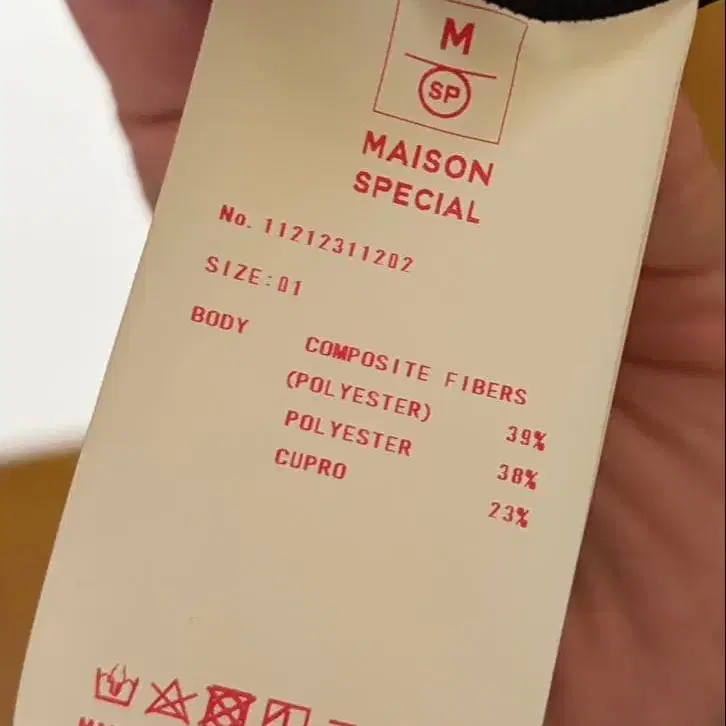 M
SP
MAISON
SPECIAL
No. 11212311202
SIZE:01
BODY
COMPOSITE FIBERS
(POLYESTER) 39%
POLYESTER 38%
CUPRO 23%